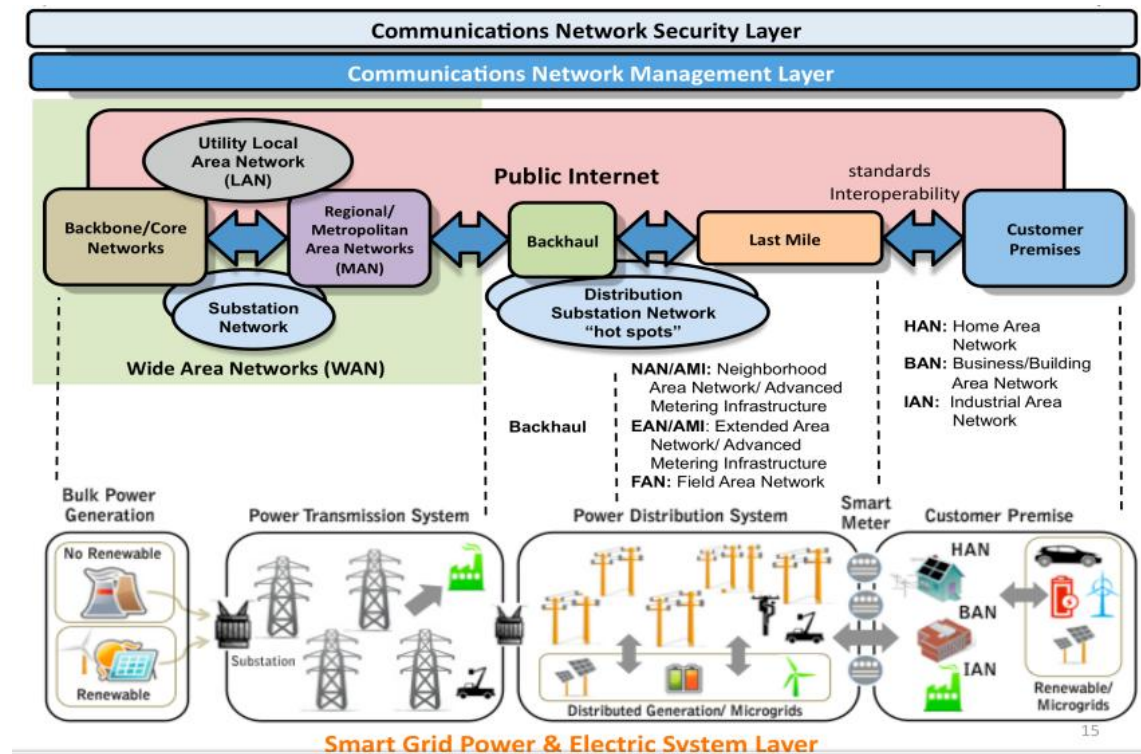 Communications Network Security Layer
Communications Network Management Layer
Utility Local
Area Network
(LAN)
Public Internet
standards
Interoperability
Backbone/Core
Networks
Regional/
Metropolitan
Area Networks
(MAN)
Backhaul
Last Mile
Customer
Premises
Substation
Network
Distribution
Substation Network
“hot spots”
Wide Area Networks (WAN)
Backhaul
NAN/AMI: Neighborhood
Area Network/ Advanced
Metering Infrastructure
EAN/AMI: Extended Area
Network/ Advanced
Metering Infrastructure
FAN: Field Area Network
HAN: Home Area
Network
BAN: Business/Building
Area Network
IAN: Industrial Area
Network
Bulk Power
Generation
Power Transmission System
Power Distribution System
Smart
Meter
Customer Premise
No Renewable
Renewable
Substation
Distributed Generation/ Microgrids
HAN
BAN
IAN
Renewable/
Microgrids
15
Smart Grid Power & Electric System Layer